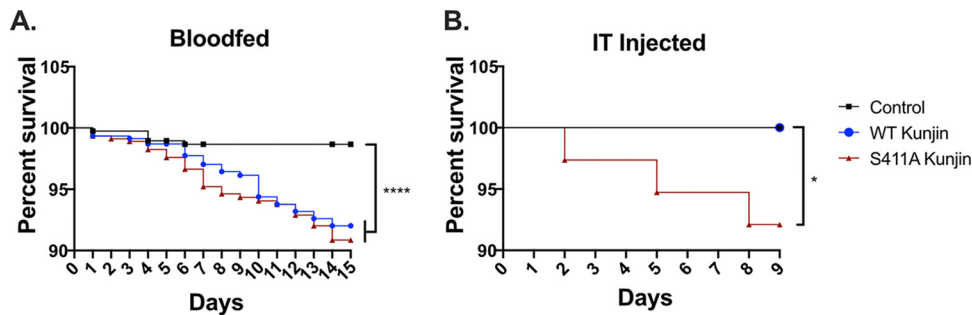 A.
Bloodfed
Percent survival
105
100
95
90
0 1 2 3 4 5 6 7 8 9 10 11 12 13 14 15
Days
****
B.
IT Injected
Percent survival
105
100
95
90
0 1 2 3 4 5 6 7 8 9
Days
*
Control
WT Kunjin
S411A Kunjin